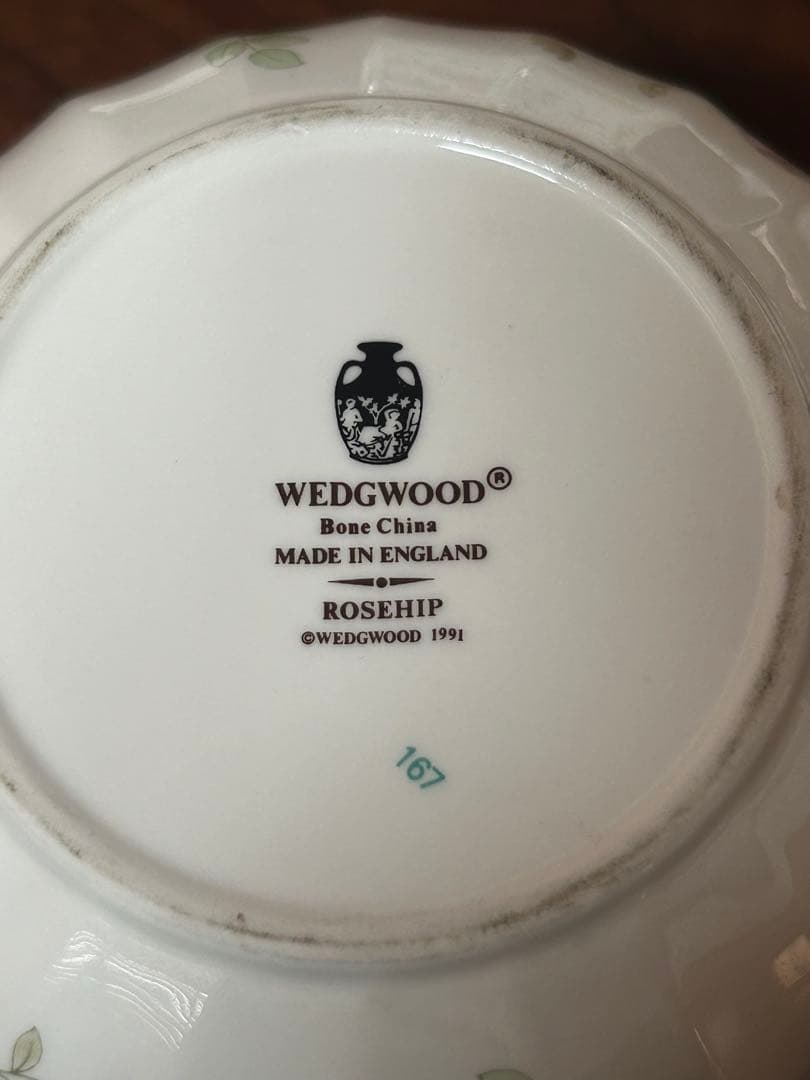 WEDGWOOD®
Bone China
MADE IN ENGLAND
ROSEHIP
©WEDGWOOD 1991
167